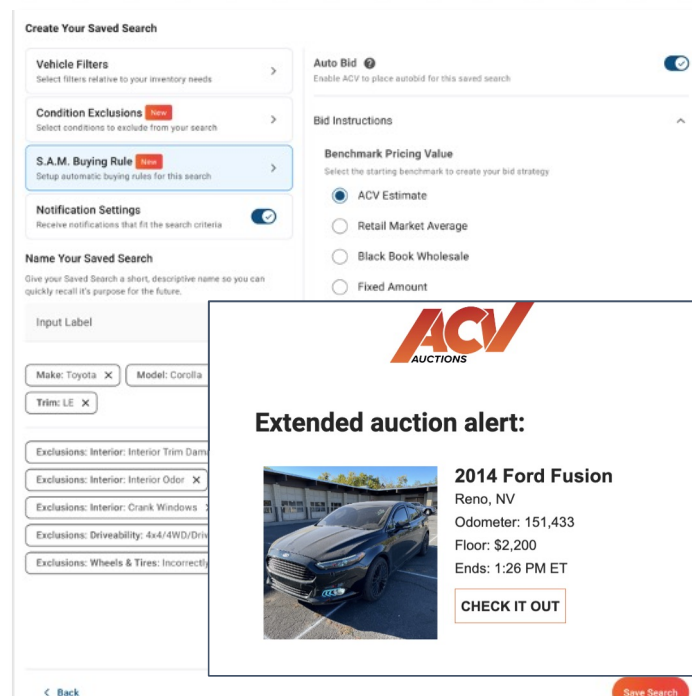 Create Your Saved Search
Vehicle Filters
Select filters relative to your inventory needs
Condition Exclusions New
Select conditions to exclude from your search
S.A.M. Buying Rule New
Setup automatic buying rules for this search
Notification Settings
Receive notifications that fit the search criteria
Name Your Saved Search
Give your Saved Search a short, descriptive name so you can
quickly recall it's purpose for the future.
Input Label
Make: Toyota X
Model: Corolla
Trim: LE X
Exclusions: Interior: Interior Trim Dam
Exclusions: Interior: Interior Odor X
Exclusions: Interior: Crank Windows
Exclusions: Driveability: 4x4/4WD/Driv
Exclusions: Wheels & Tires: Incorrectly
< Back
Auto Bid ?
Enable ACV to place autobid for this saved search
Bid Instructions
Benchmark Pricing Value
Select the starting benchmark to create your bid strategy
ACV Estimate
Retail Market Average
Black Book Wholesale
Fixed Amount
ACV
AUCTIONS
Extended auction alert:
2014 Ford Fusion
Reno, NV
Odometer: 151,433
Floor: $2,200
Ends: 1:26 PM ET
CHECK IT OUT
Save Search